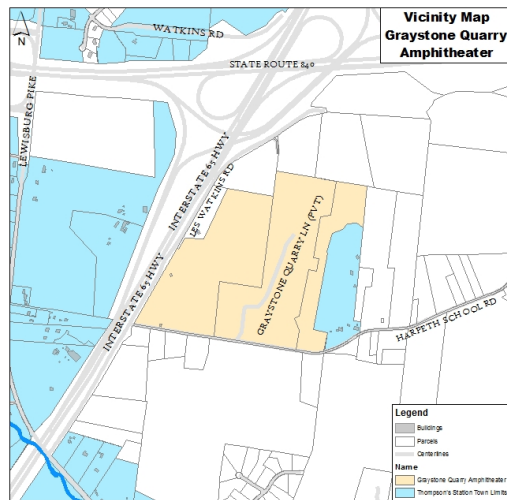 Vicinity Map
Graystone Quarry
Amphitheater
N
WATKINS RD
STATE ROUTE 840
LEWISBURG PIKE
INTERSTATE 65 HWY
LES WATKINS RD
INTERSTATE 65 HWY
GRAYSTONE QUARRY LN (PVT)
HARPETH SCHOOL RD
Legend
Buildings
Parcels
Centerlines
Name
Graystone Quarry Amphitheater
Thompson's Station Town Limits